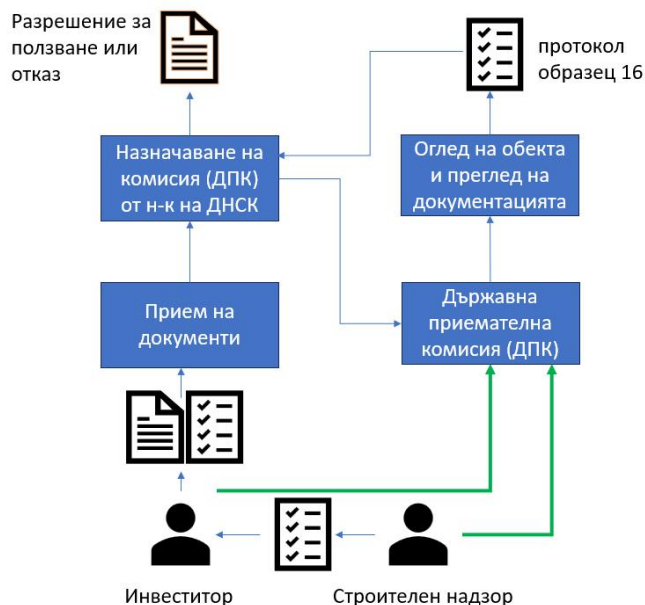 Разрешение за
ползване или
отказ
протокол
образец 16
Назначаване на
комисия (ДПК)
от н-к на ДНСК
Оглед на обекта
и преглед на
документацията
Прием на
документи
Държавна
приемателна
комисия (ДПК)
Инвеститор
Строителен надзор